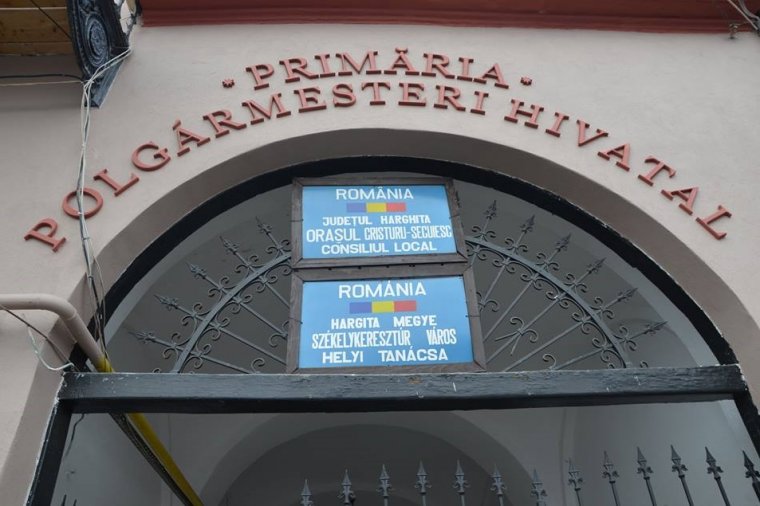 * PRIMĂRIA *
POLGÁRMESTERI HIVATAL
ROMÂNIA
JUDEȚUL HARGHITA
ORAȘUL CRISTURU-SECUIESC
CONSILIUL LOCAL
ROMÂNIA
HARGITA MEGYE
SZÉKELYKERESZTÚR VÁROS
HELYI TANÁCSA